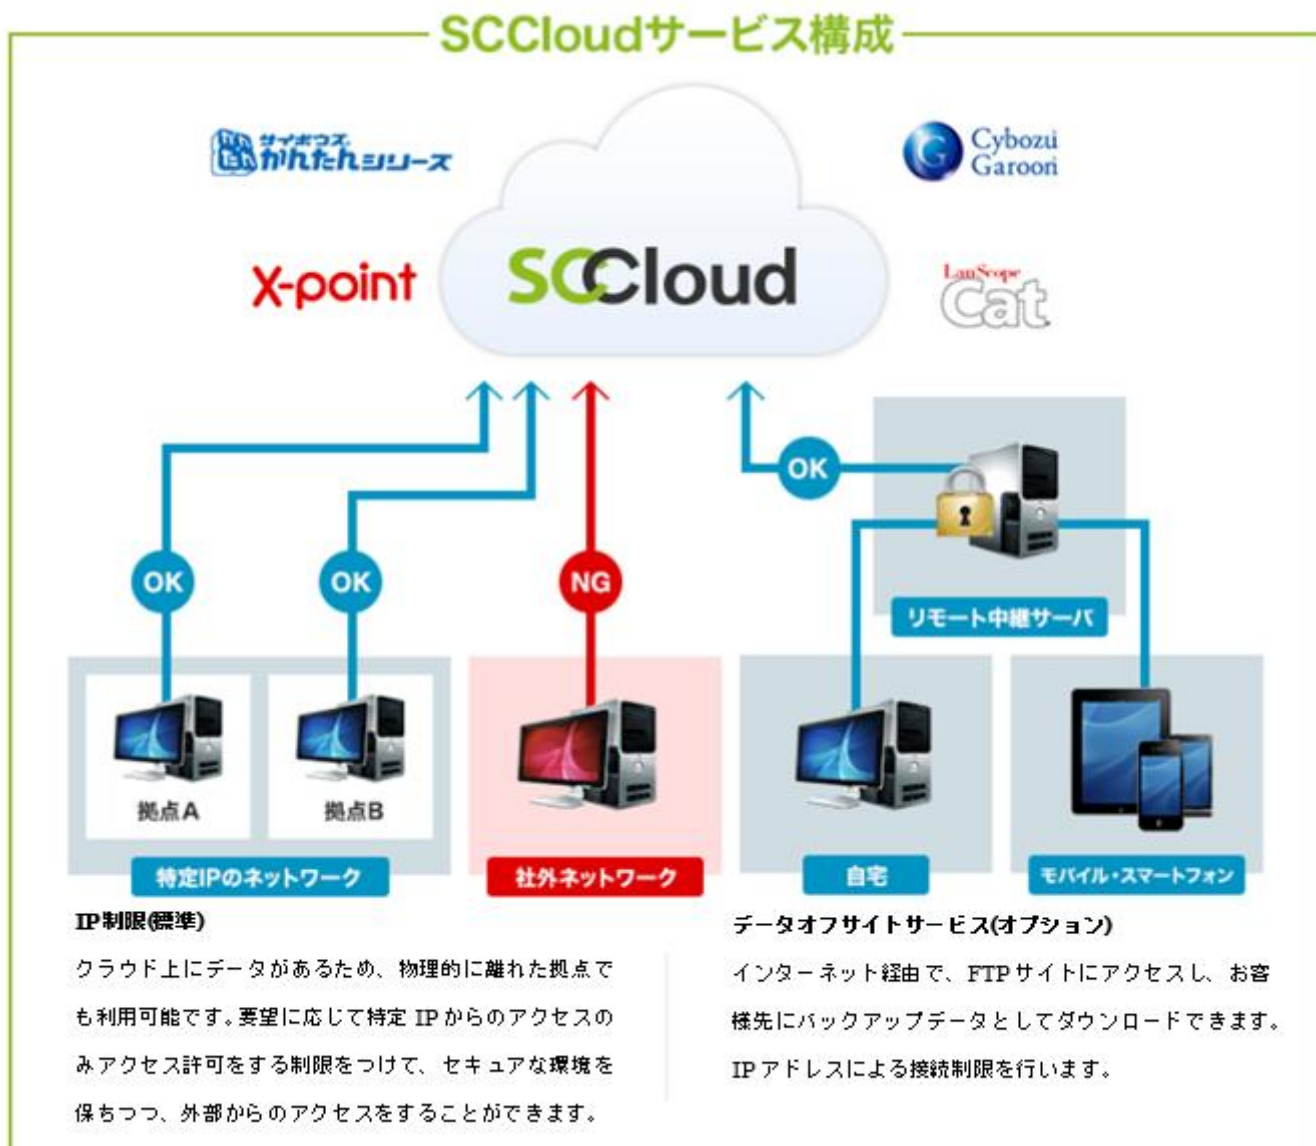 SCCloudサービス構成
サイボウズ
かんたん
かんたんシリーズ
Cybozu
Garoon
X-point
SCCloud
LanScope
Cat
OK
OK
OK
NG
リモート中継サーバ
拠点A
拠点B
特定IPのネットワーク
社外ネットワーク
自宅
モバイル・スマートフォン
IP制限(標準)
クラウド上にデータがあるため、物理的に離れた拠点で
も利用可能です。要望に応じて特定 IP からのアクセスの
みアクセス許可をする制限をつけて、セキュアな環境を
保ちつつ、外部からのアクセスをすることができます。
データオフサイトサービス(オプション)
インターネット経由で、FTP サイトにアクセスし、お客
様先にバックアップデータとしてダウンロードできます。
IP アドレスによる接続制限を行います。